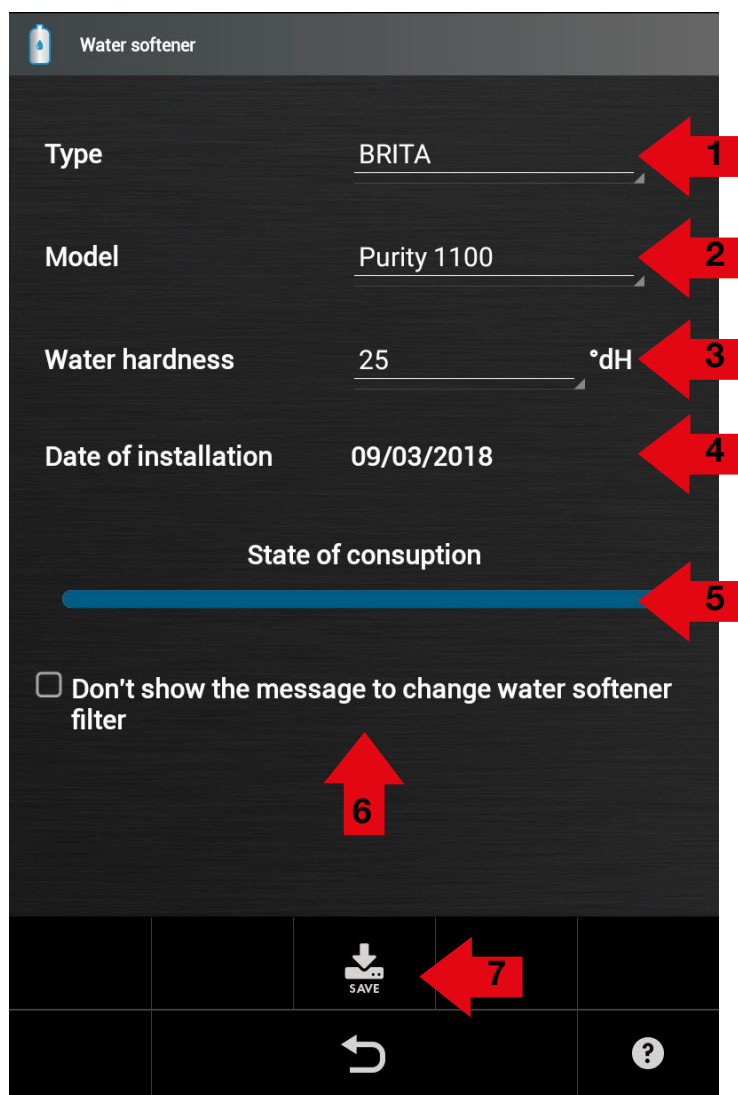 Water softener
Type BRITA 1
Model Purity 1100 2
Water hardness 25 °dH 3
Date of installation 09/03/2018 4
State of consuption
5
Don't show the message to change water softener
filter
6
7
SAVE
?